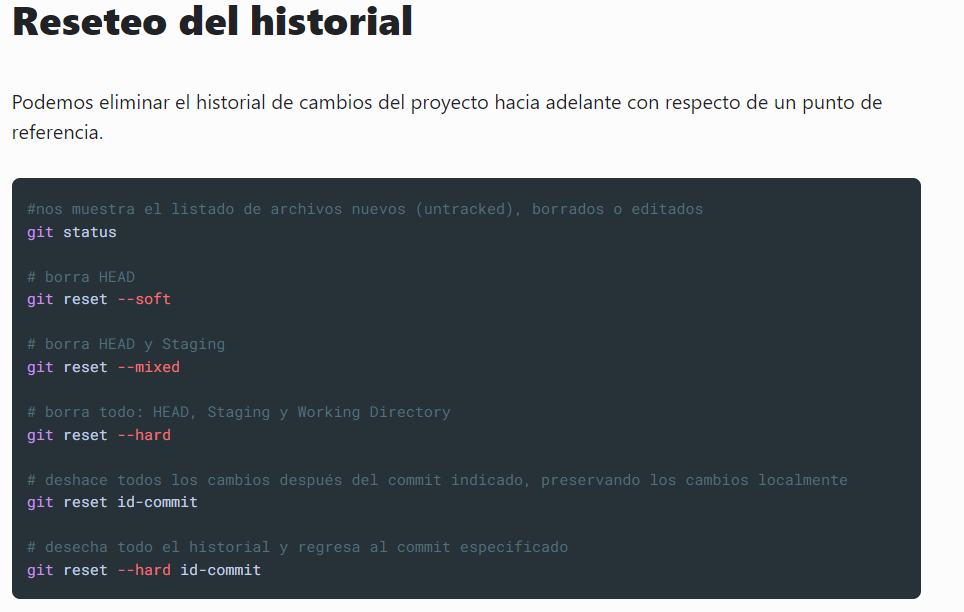 Reseteo del historial
Podemos eliminar el historial de cambios del proyecto hacia adelante con respecto de un punto de
referencia.
#nos muestra el listado de archivos nuevos (untracked), borrados o editados
git status
# borra HEAD
git reset --soft
# borra HEAD y Staging
git reset --mixed
# borra todo: HEAD, Staging y Working Directory
git reset --hard
# deshace todos los cambios después del commit indicado, preservando los cambios localmente
git reset id-commit
# desecha todo el historial y regresa al commit especificado
git reset --hard id-commit